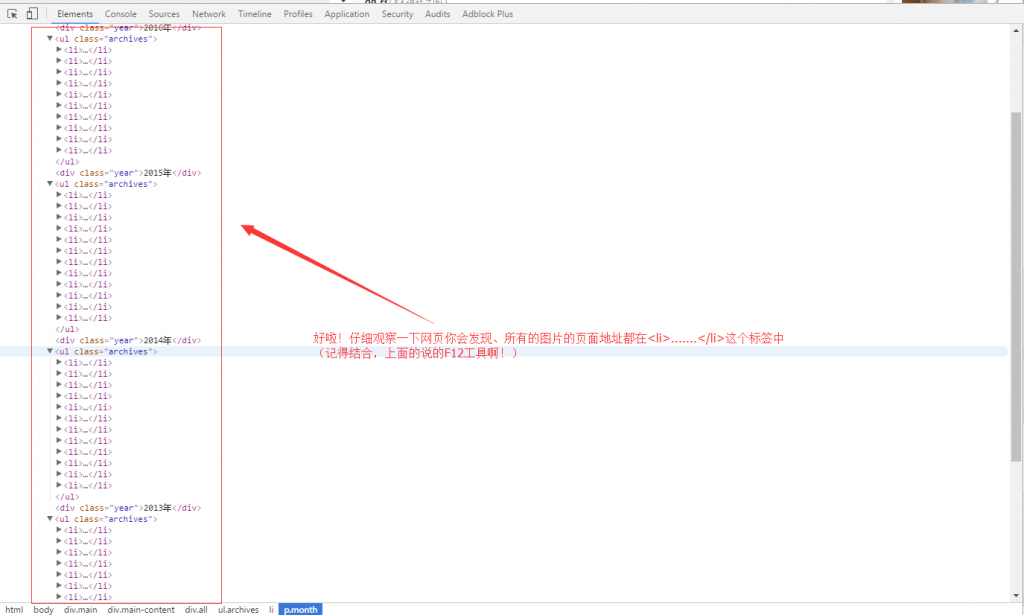 Elements Console Sources Network Timeline Profiles Application Security Audits Adblock Plus
<div class="year">2016年</div>
▼<ul class="archives">
▶<li>…</li>
▶<li>…</li>
▶<li>…</li>
▶<li>…</li>
▶<li>…</li>
▶<li>…</li>
▶<li>…</li>
▶<li>…</li>
▶<li>…</li>
▶<li>…</li>
</ul>
<div class="year">2015年</div>
▼<ul class="archives">
▶<li>…</li>
▶<li>…</li>
▶<li>…</li>
▶<li>…</li>
▶<li>…</li>
▶<li>…</li>
▶<li>…</li>
▶<li>…</li>
▶<li>…</li>
▶<li>…</li>
▶<li>…</li>
▶<li>…</li>
</ul>
好啦！仔细观察一下网页你会发现、所有的图片的页面地址都在<li>.......</li>这个标签中
（记得结合，上面的说的F12工具啊！）
<div class="year">2014年</div>
▼<ul class="archives">
▶<li>…</li>
▶<li>…</li>
▶<li>…</li>
▶<li>…</li>
▶<li>…</li>
▶<li>…</li>
▶<li>…</li>
▶<li>…</li>
▶<li>…</li>
▶<li>…</li>
▶<li>…</li>
▶<li>…</li>
</ul>
<div class="year">2013年</div>
▼<ul class="archives">
▶<li>…</li>
▶<li>…</li>
▶<li>…</li>
▶<li>…</li>
▶<li>…</li>
▶<li>…</li>
▶<li>…</li>
html body div.main div.main-content div.all ul.archives li p.month